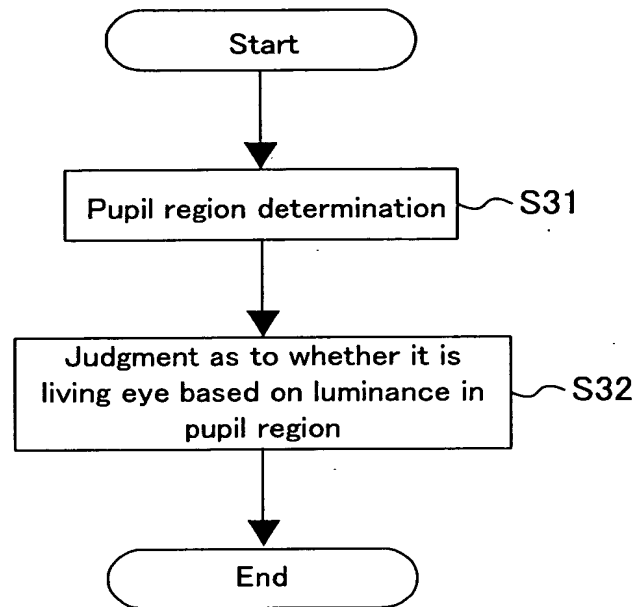 Start
Pupil region determination
S31
Judgment as to whether it is
living eye based on luminance in
pupil region
S32
End